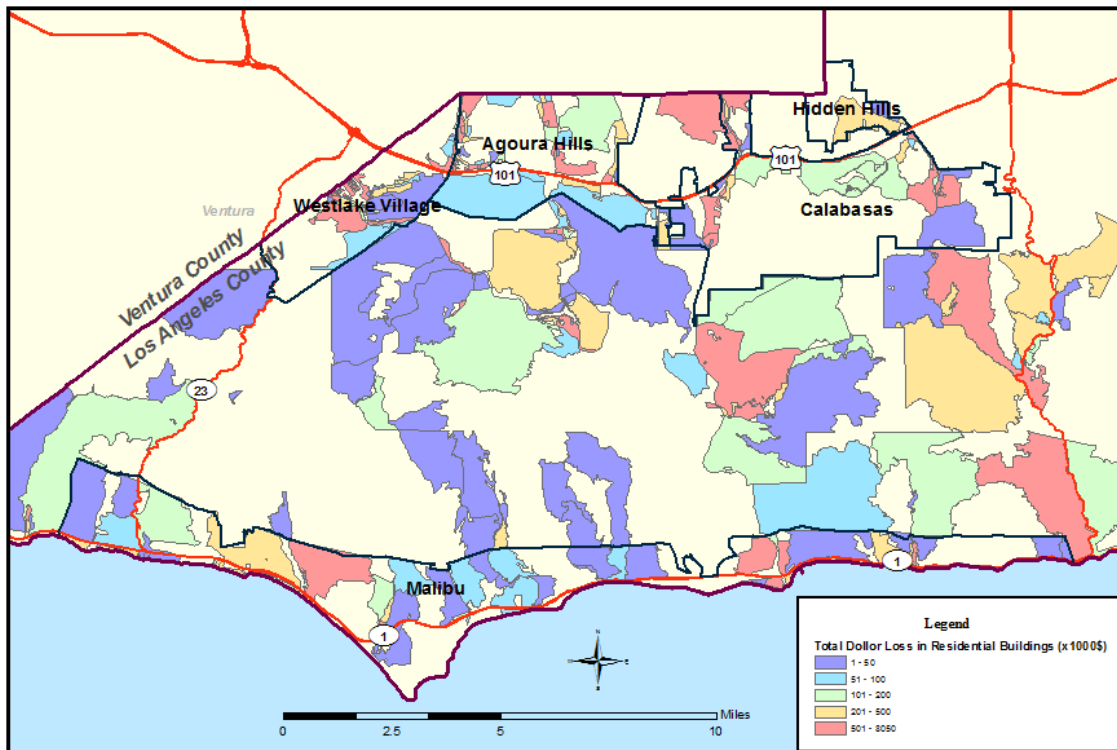 Hidden Hills
Agoura Hills
101
101
Westlake Village
Calabasas
Ventura
Ventura County
Los Angeles County
23
Malibu
1
1
N
Legend
Total Dollor Loss in Residential Buildings (x1000$)
1 - 50
51 - 100
101 - 200
201 - 500
501 - 8050
Miles
0 2.5 5 10